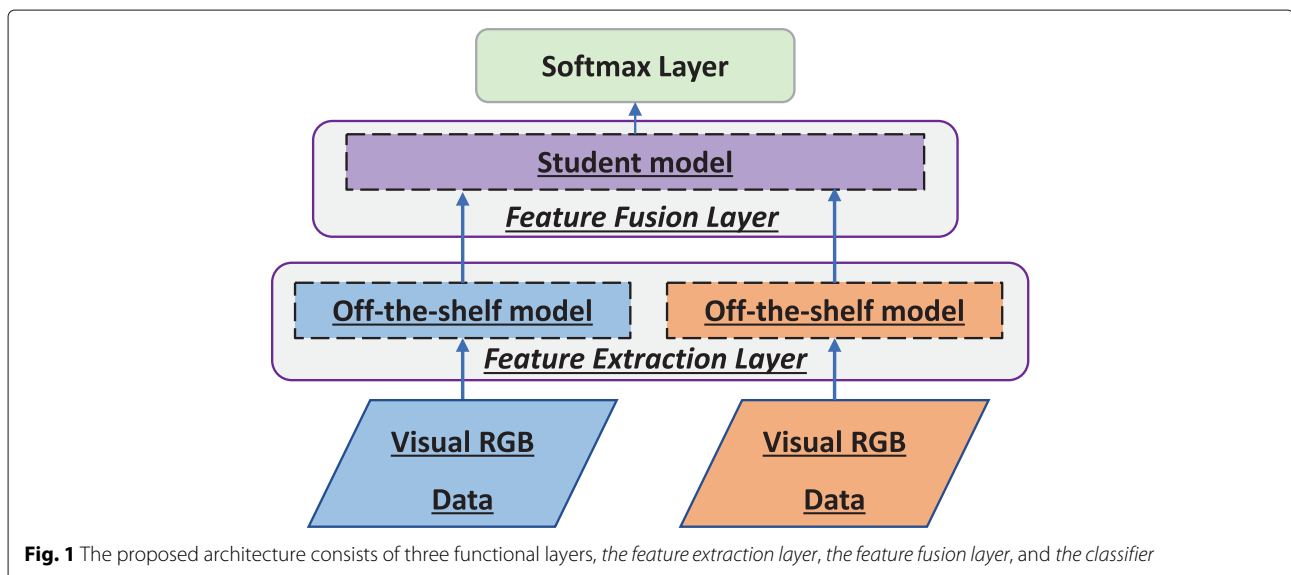 Softmax Layer
Student model
Feature Fusion Layer
Off-the-shelf model
Off-the-shelf model
Feature Extraction Layer
Visual RGB
Data
Visual RGB
Data
Fig. 1 The proposed architecture consists of three functional layers, the feature extraction layer, the feature fusion layer, and the classifier